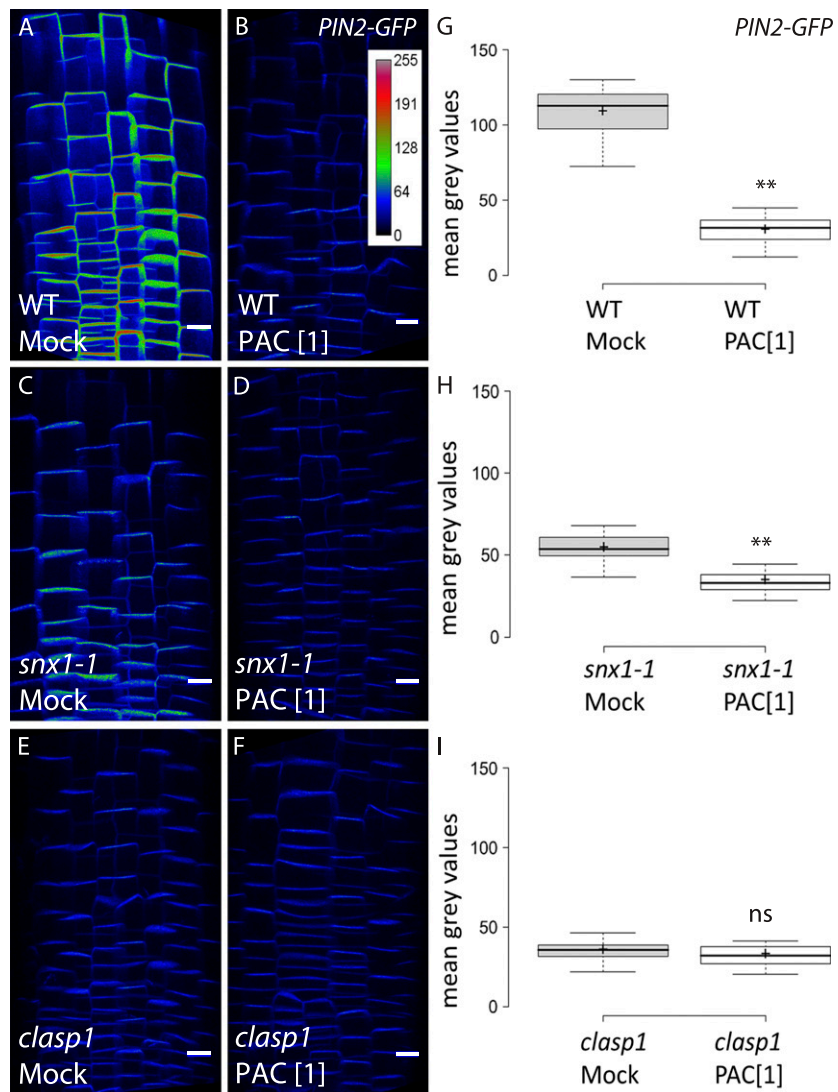 A
B
PIN2-GFP
255
191
128
64
0
WT
Mock
WT
PAC [1]
C
D
snx1-1
Mock
snx1-1
PAC [1]
E
F
clasp1
Mock
clasp1
PAC [1]
G
PIN2-GFP
mean grey values
150
100
50
0
**
WT
Mock
WT
PAC[1]
H
mean grey values
150
100
50
0
**
snx1-1
Mock
snx1-1
PAC[1]
I
mean grey values
150
100
50
0
ns
clasp1
Mock
clasp1
PAC[1]